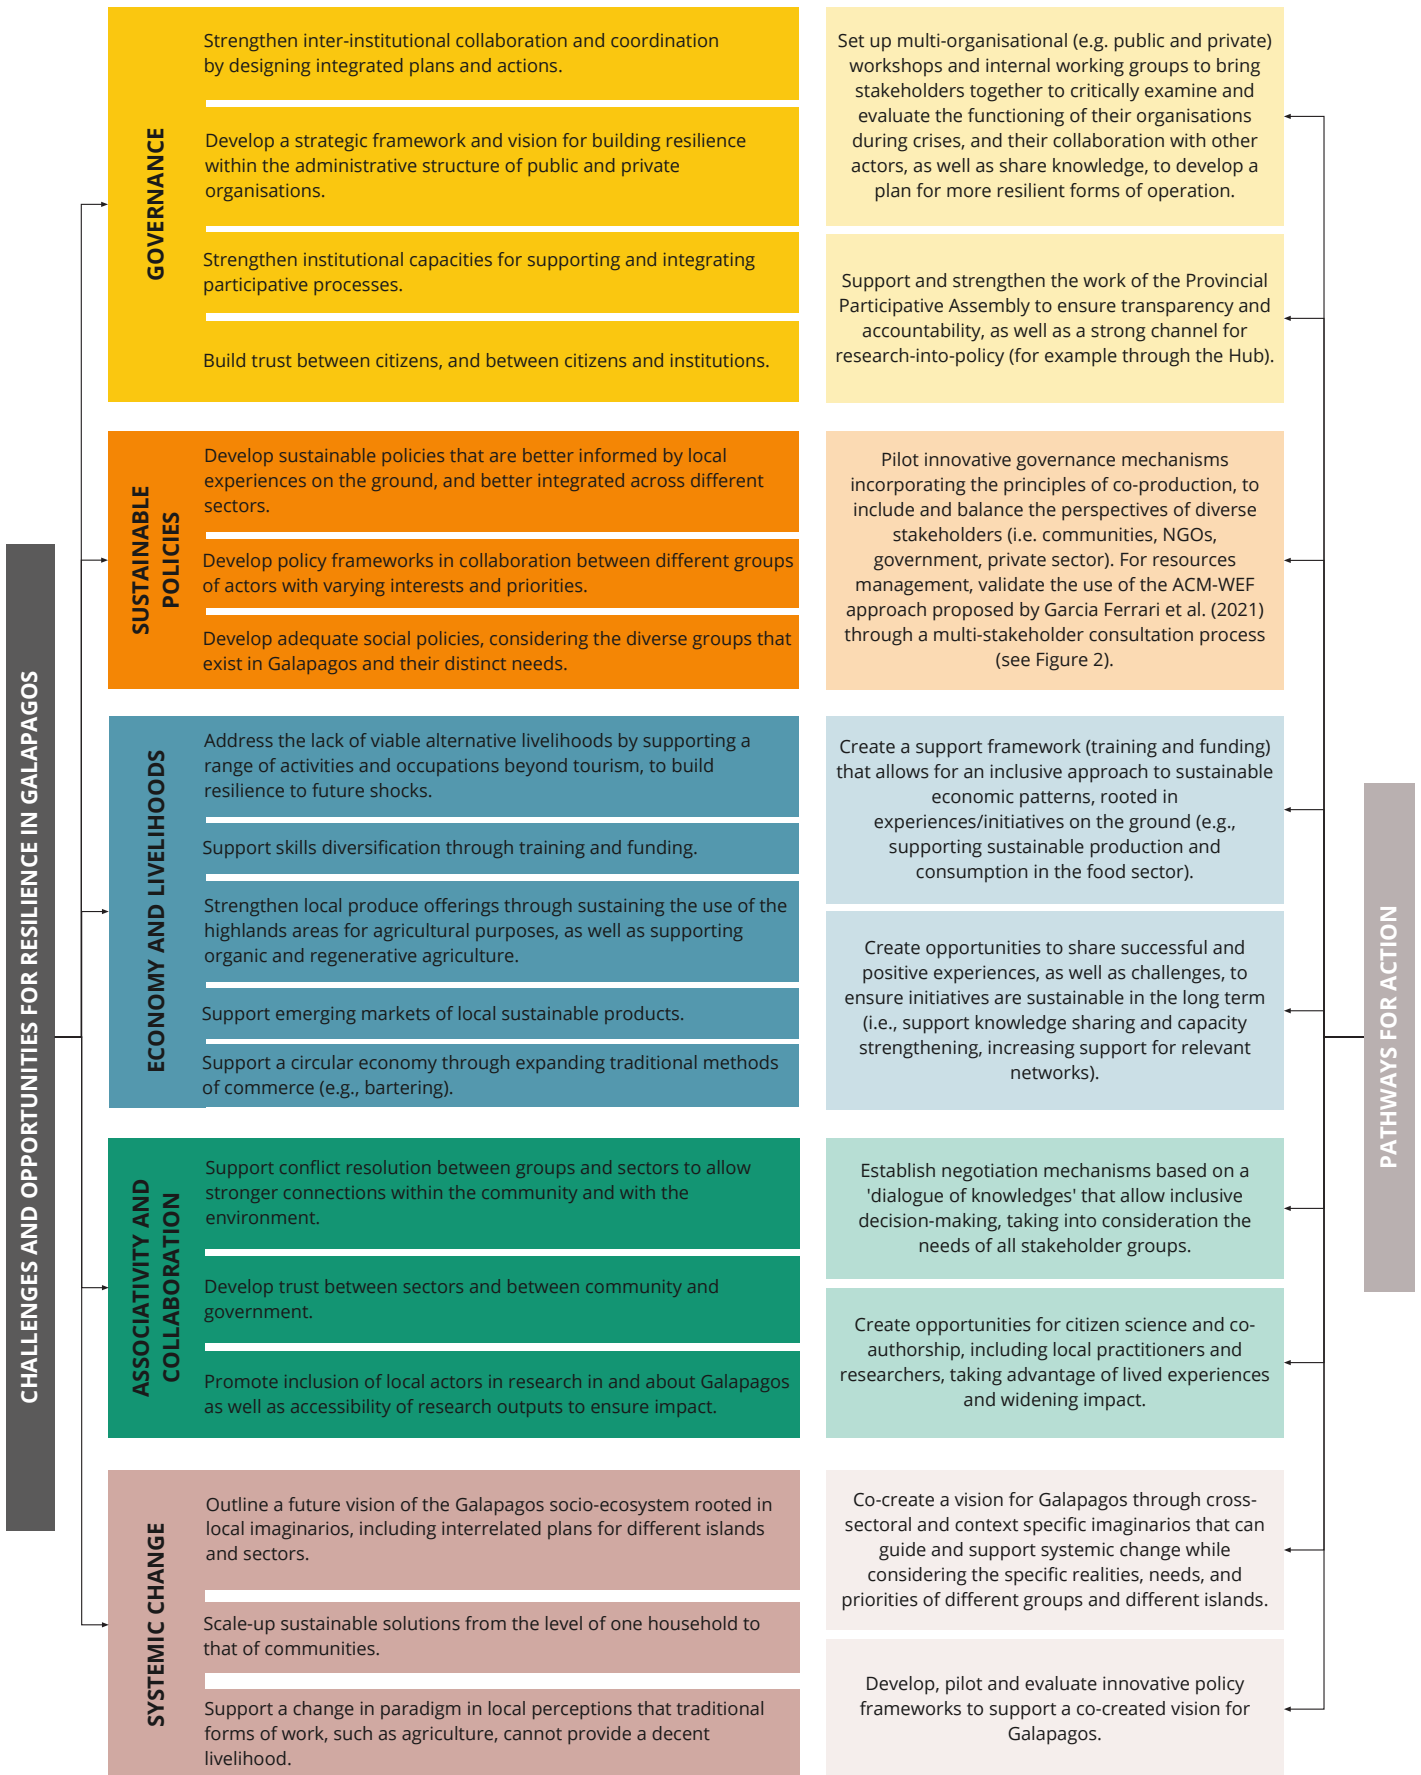 CHALLENGES AND OPPORTUNITIES FOR RESILIENCE IN GALAPAGOS
GOVERNANCE
Strengthen inter-institutional collaboration and coordination
by designing integrated plans and actions.
Develop a strategic framework and vision for building resilience
within the administrative structure of public and private
organisations.
Strengthen institutional capacities for supporting and integrating
participative processes.
Build trust between citizens, and between citizens and institutions.
Set up multi-organisational (e.g. public and private)
workshops and internal working groups to bring
stakeholders together to critically examine and
evaluate the functioning of their organisations
during crises, and their collaboration with other
actors, as well as share knowledge, to develop a
plan for more resilient forms of operation.
Support and strengthen the work of the Provincial
Participative Assembly to ensure transparency and
accountability, as well as a strong channel for
research-into-policy (for example through the Hub).
SUSTAINABLE
POLICIES
Develop sustainable policies that are better informed by local
experiences on the ground, and better integrated across different
sectors.
Develop policy frameworks in collaboration between different groups
of actors with varying interests and priorities.
Develop adequate social policies, considering the diverse groups that
exist in Galapagos and their distinct needs.
Pilot innovative governance mechanisms
incorporating the principles of co-production, to
include and balance the perspectives of diverse
stakeholders (i.e. communities, NGOs,
government, private sector). For resources
management, validate the use of the ACM-WEF
approach proposed by Garcia Ferrari et al. (2021)
through a multi-stakeholder consultation process
(see Figure 2).
ECONOMY AND LIVELIHOODS
Address the lack of viable alternative livelihoods by supporting a
range of activities and occupations beyond tourism, to build
resilience to future shocks.
Support skills diversification through training and funding.
Strengthen local produce offerings through sustaining the use of the
highlands areas for agricultural purposes, as well as supporting
organic and regenerative agriculture.
Support emerging markets of local sustainable products.
Support a circular economy through expanding traditional methods
of commerce (e.g., bartering).
Create a support framework (training and funding)
that allows for an inclusive approach to sustainable
economic patterns, rooted in
experiences/initiatives on the ground (e.g.,
supporting sustainable production and
consumption in the food sector).
Create opportunities to share successful and
positive experiences, as well as challenges, to
ensure initiatives are sustainable in the long term
(i.e., support knowledge sharing and capacity
strengthening, increasing support for relevant
networks).
ASSOCIATIVITY AND
COLLABORATION
Support conflict resolution between groups and sectors to allow
stronger connections within the community and with the
environment.
Develop trust between sectors and between community and
government.
Promote inclusion of local actors in research in and about Galapagos
as well as accessibility of research outputs to ensure impact.
Establish negotiation mechanisms based on a
'dialogue of knowledges' that allow inclusive
decision-making, taking into consideration the
needs of all stakeholder groups.
Create opportunities for citizen science and co-
authorship, including local practitioners and
researchers, taking advantage of lived experiences
and widening impact.
SYSTEMIC CHANGE
Outline a future vision of the Galapagos socio-ecosystem rooted in
local imaginarios, including interrelated plans for different islands
and sectors.
Scale-up sustainable solutions from the level of one household to
that of communities.
Support a change in paradigm in local perceptions that traditional
forms of work, such as agriculture, cannot provide a decent
livelihood.
Co-create a vision for Galapagos through cross-
sectoral and context specific imaginarios that can
guide and support systemic change while
considering the specific realities, needs, and
priorities of different groups and different islands.
Develop, pilot and evaluate innovative policy
frameworks to support a co-created vision for
Galapagos.
PATHWAYS FOR ACTION